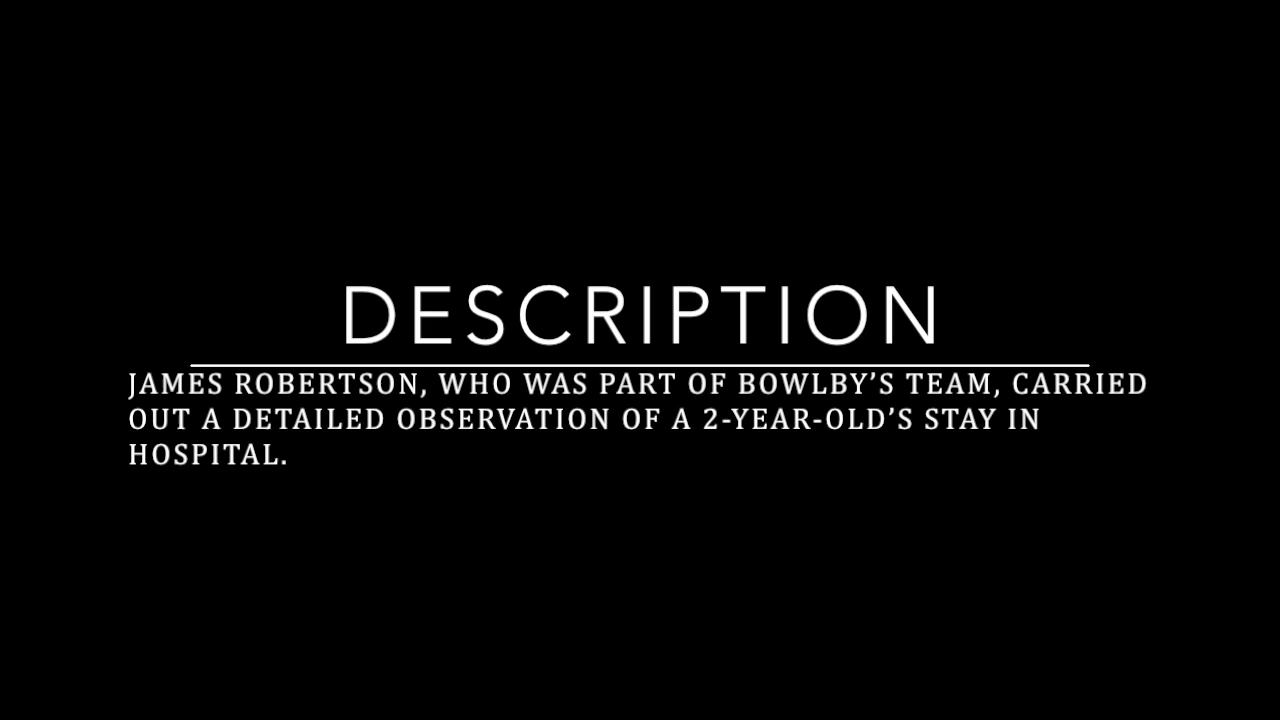 DESCRIPTION
JAMES ROBERTSON, WHO WAS PART OF BOWLBY’S TEAM, CARRIED
OUT A DETAILED OBSERVATION OF A 2-YEAR-OLD’S STAY IN
HOSPITAL.